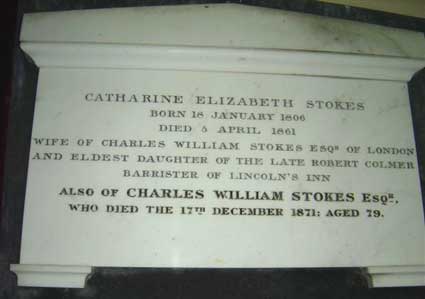 CATHARINE ELIZABETH STOKES
BORN 18 JANUARY 1806
DIED 5 APRIL 1861
WIFE OF CHARLES WILLIAM STOKES ESQR OF LONDON
AND ELDEST DAUGHTER OF THE LATE ROBERT COLMER
BARRISTER OF LINCOLN'S INN
ALSO OF CHARLES WILLIAM STOKES ESQR,
WHO DIED THE 17TH DECEMBER 1871: AGED 79.